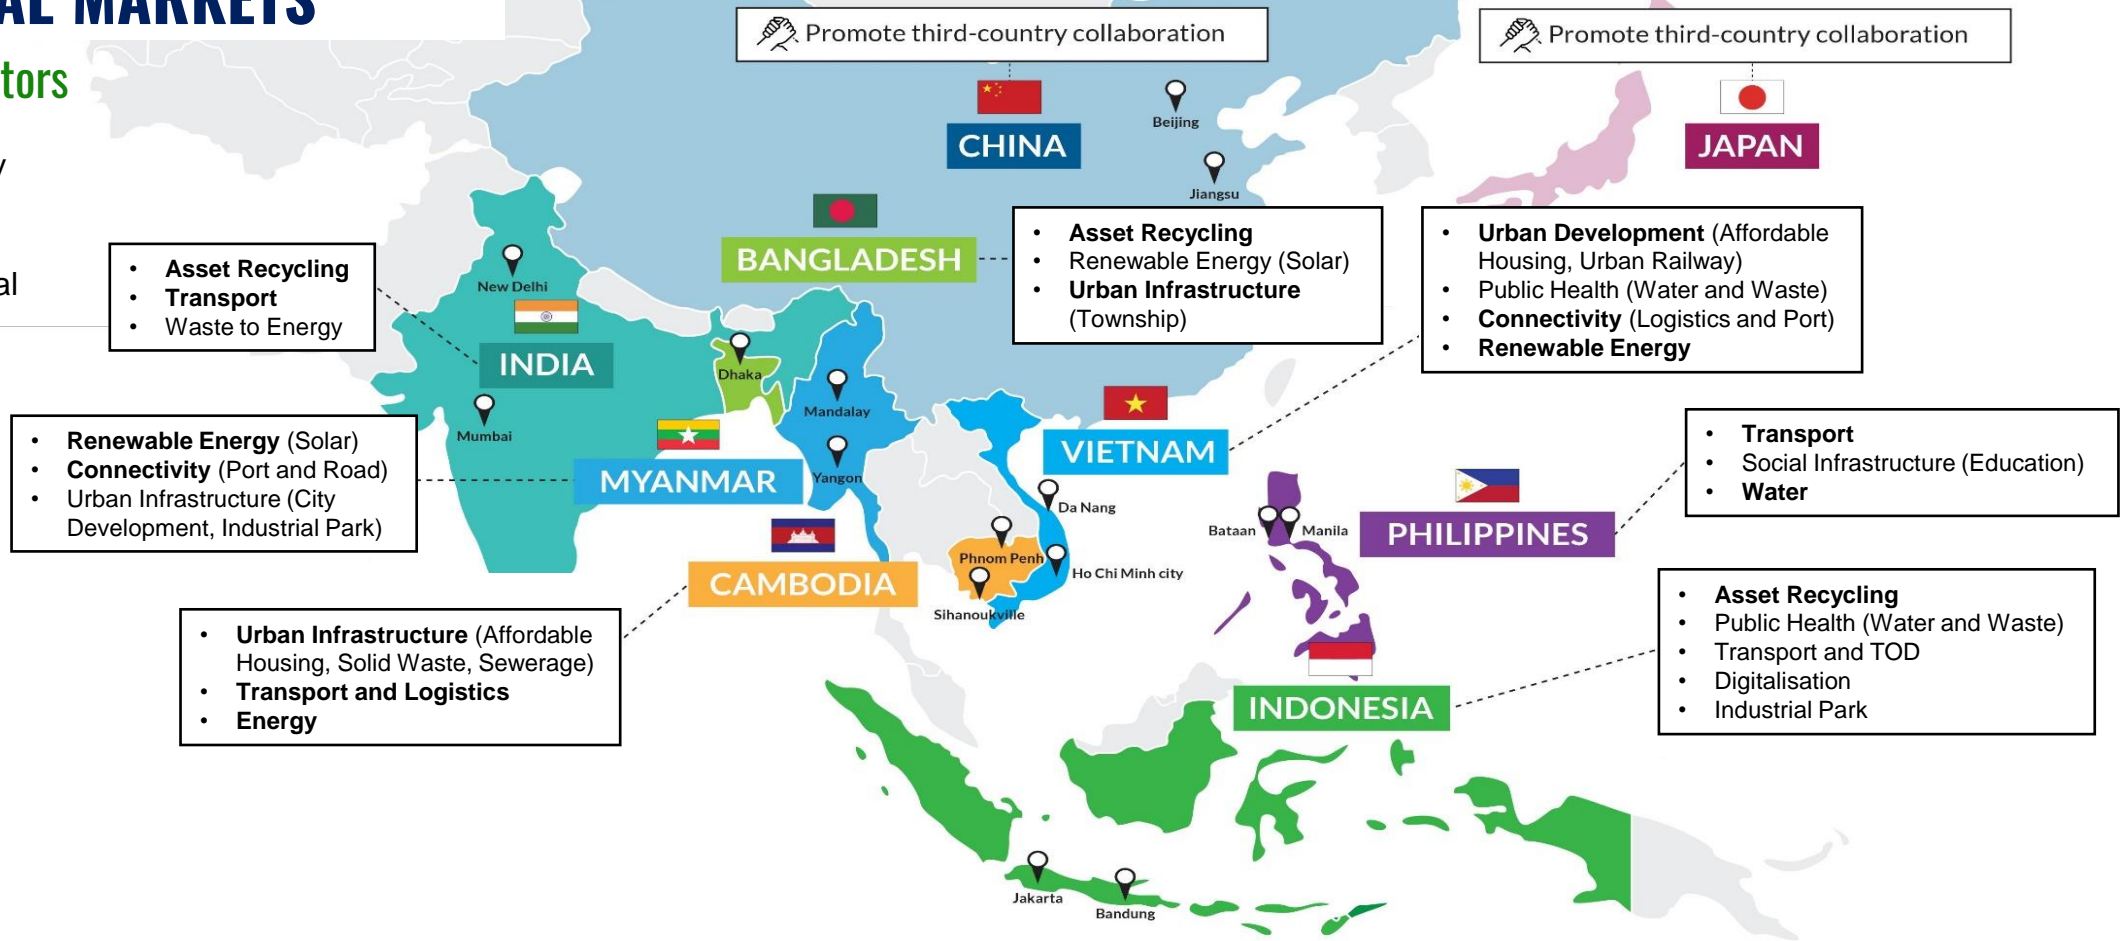 AL MARKETS
tors
y
al
Promote third-country collaboration
CHINA
Beijing
Jiangsu
Promote third-country collaboration
JAPAN
BANGLADESH
• Asset Recycling
• Renewable Energy (Solar)
• Urban Infrastructure
(Township)
• Urban Development (Affordable
Housing, Urban Railway)
• Public Health (Water and Waste)
• Connectivity (Logistics and Port)
• Renewable Energy
• Asset Recycling
• Transport
• Waste to Energy
New Delhi
INDIA
Mumbai
Dhaka
Mandalay
Yangon
• Renewable Energy (Solar)
• Connectivity (Port and Road)
• Urban Infrastructure (City
Development, Industrial Park)
MYANMAR
VIETNAM
Da Nang
Ho Chi Minh city
• Transport
• Social Infrastructure (Education)
• Water
Bataan
Manila
PHILIPPINES
CAMBODIA
Phnom Penh
Sihanoukville
• Urban Infrastructure (Affordable
Housing, Solid Waste, Sewerage)
• Transport and Logistics
• Energy
INDONESIA
• Asset Recycling
• Public Health (Water and Waste)
• Transport and TOD
• Digitalisation
• Industrial Park
Jakarta
Bandung